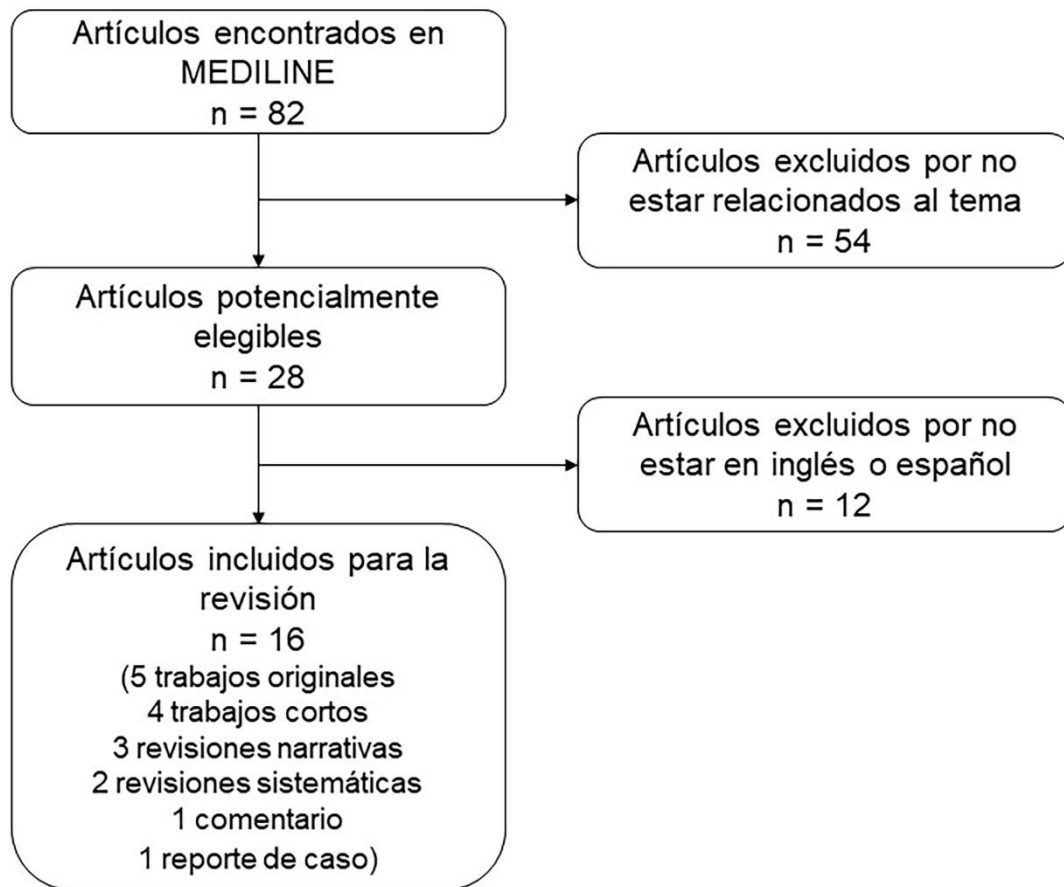 Artículos encontrados en
MEDILINE
n = 82
Artículos excluidos por no
estar relacionados al tema
n = 54
Artículos potencialmente
elegibles
n = 28
Artículos excluidos por no
estar en inglés o español
n = 12
Artículos incluidos para la
revisión
n = 16
(5 trabajos originales
4 trabajos cortos
3 revisiones narrativas
2 revisiones sistemáticas
1 comentario
1 reporte de caso)